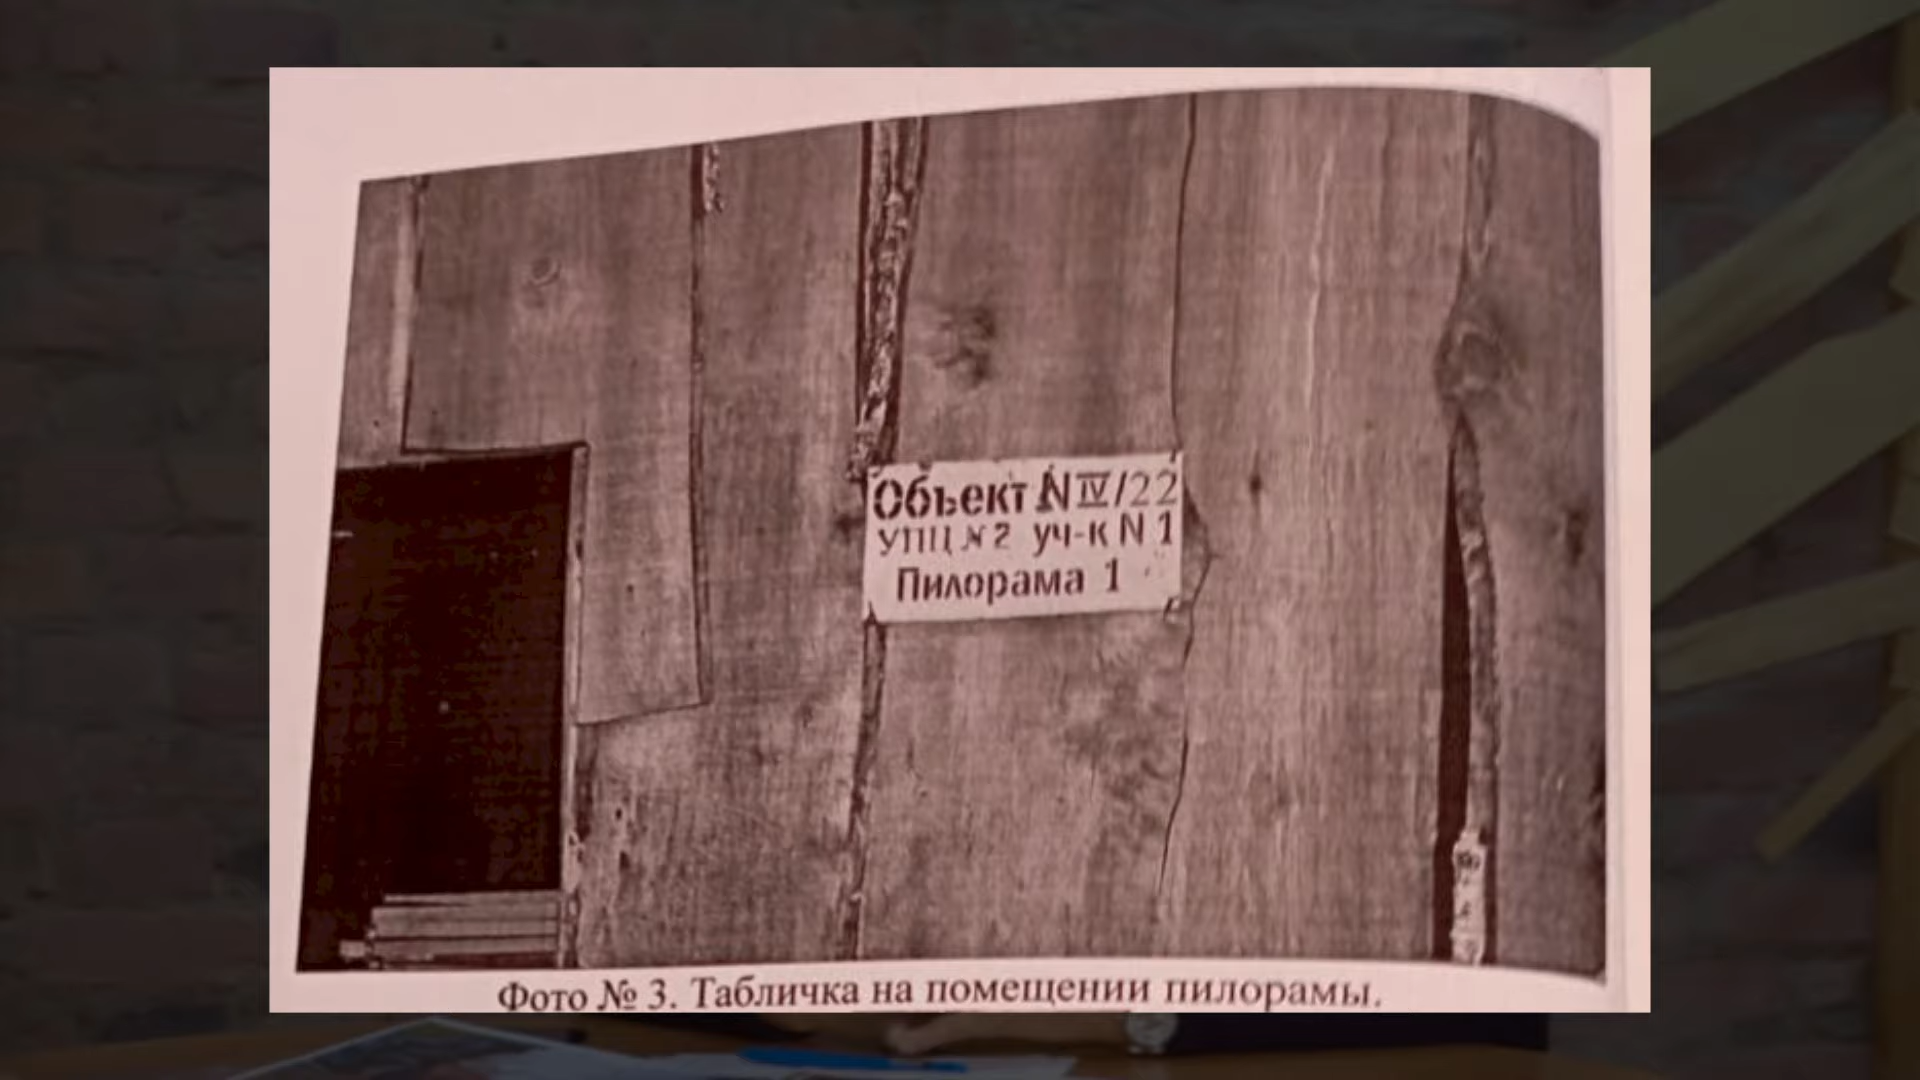 Объект N IV/22
УПЦ N 2 уч-к N 1
Пилорама 1
Фото № 3. Табличка на помещении пилорамы.